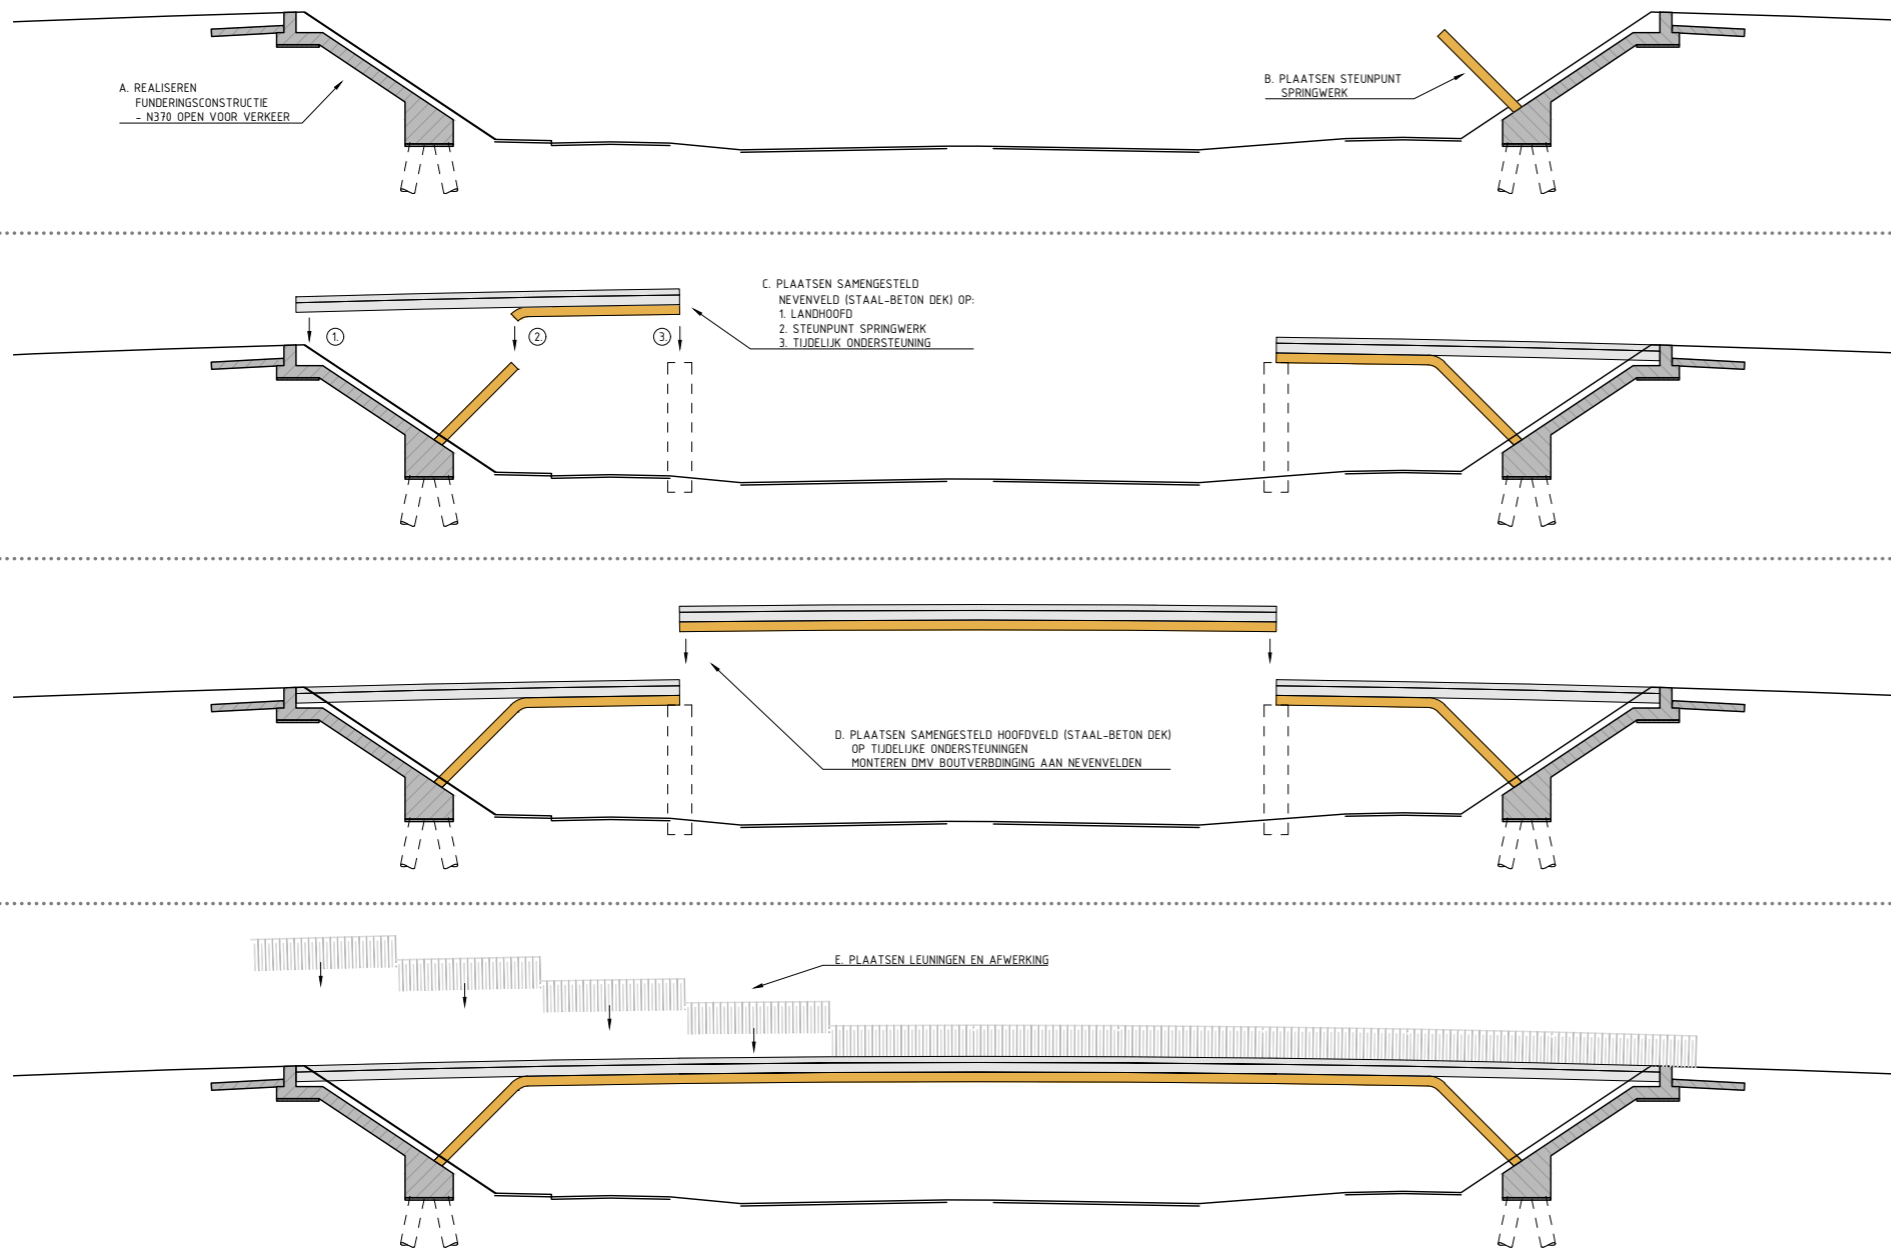 A. REALISEREN
FUNDERINGSCONSTRUCTIE
- N370 OPEN VOOR VERKEER
B. PLAATSEN STEUNPUNT
SPRINGWERK
C. PLAATSEN SAMENGESTELD
NEVENVELD (STAAL-BETON DEK) OP:
1. LANDHOOFD
2. STEUNPUNT SPRINGWERK
3. TIJDELIJK ONDERSTEUNING
1.
2.
3.
D. PLAATSEN SAMENGESTELD HOOFDVELD (STAAL-BETON DEK)
OP TIJDELIJKE ONDERSTEUNINGEN
MONTEREN DMV BOUTVERBDINGING AAN NEVENVELDEN
E. PLAATSEN LEUNINGEN EN AFWERKING